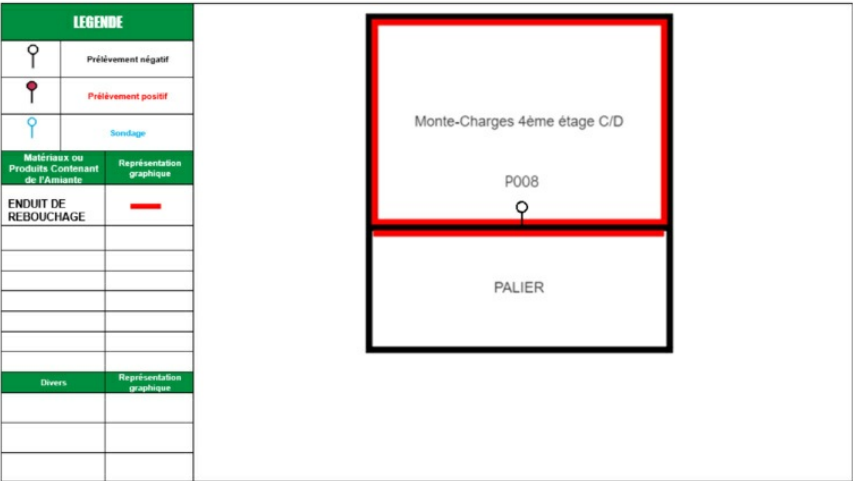 LEGENDE
Prélèvement négatif
Prélèvement positif
Sondage
Matériaux ou
Produits Contenant
de l'Amiante
Représentation
graphique
ENDUIT DE
REBOUCHAGE
Divers
Représentation
graphique
Monte-Charges 4ème étage C/D
P008
PALIER